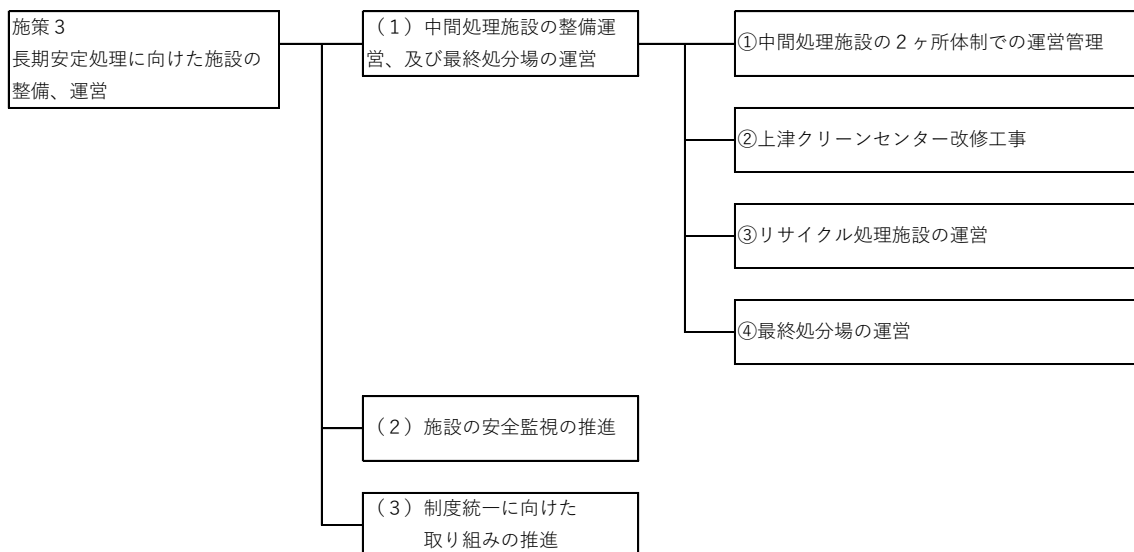 施策３
長期安定処理に向けた施設の
整備、運営
（１）中間処理施設の整備運
営、及び最終処分場の運営
①中間処理施設の２ヶ所体制での運営管理
②上津クリーンセンター改修工事
③リサイクル処理施設の運営
④最終処分場の運営
（２）施設の安全監視の推進
（３）制度統一に向けた
取り組みの推進